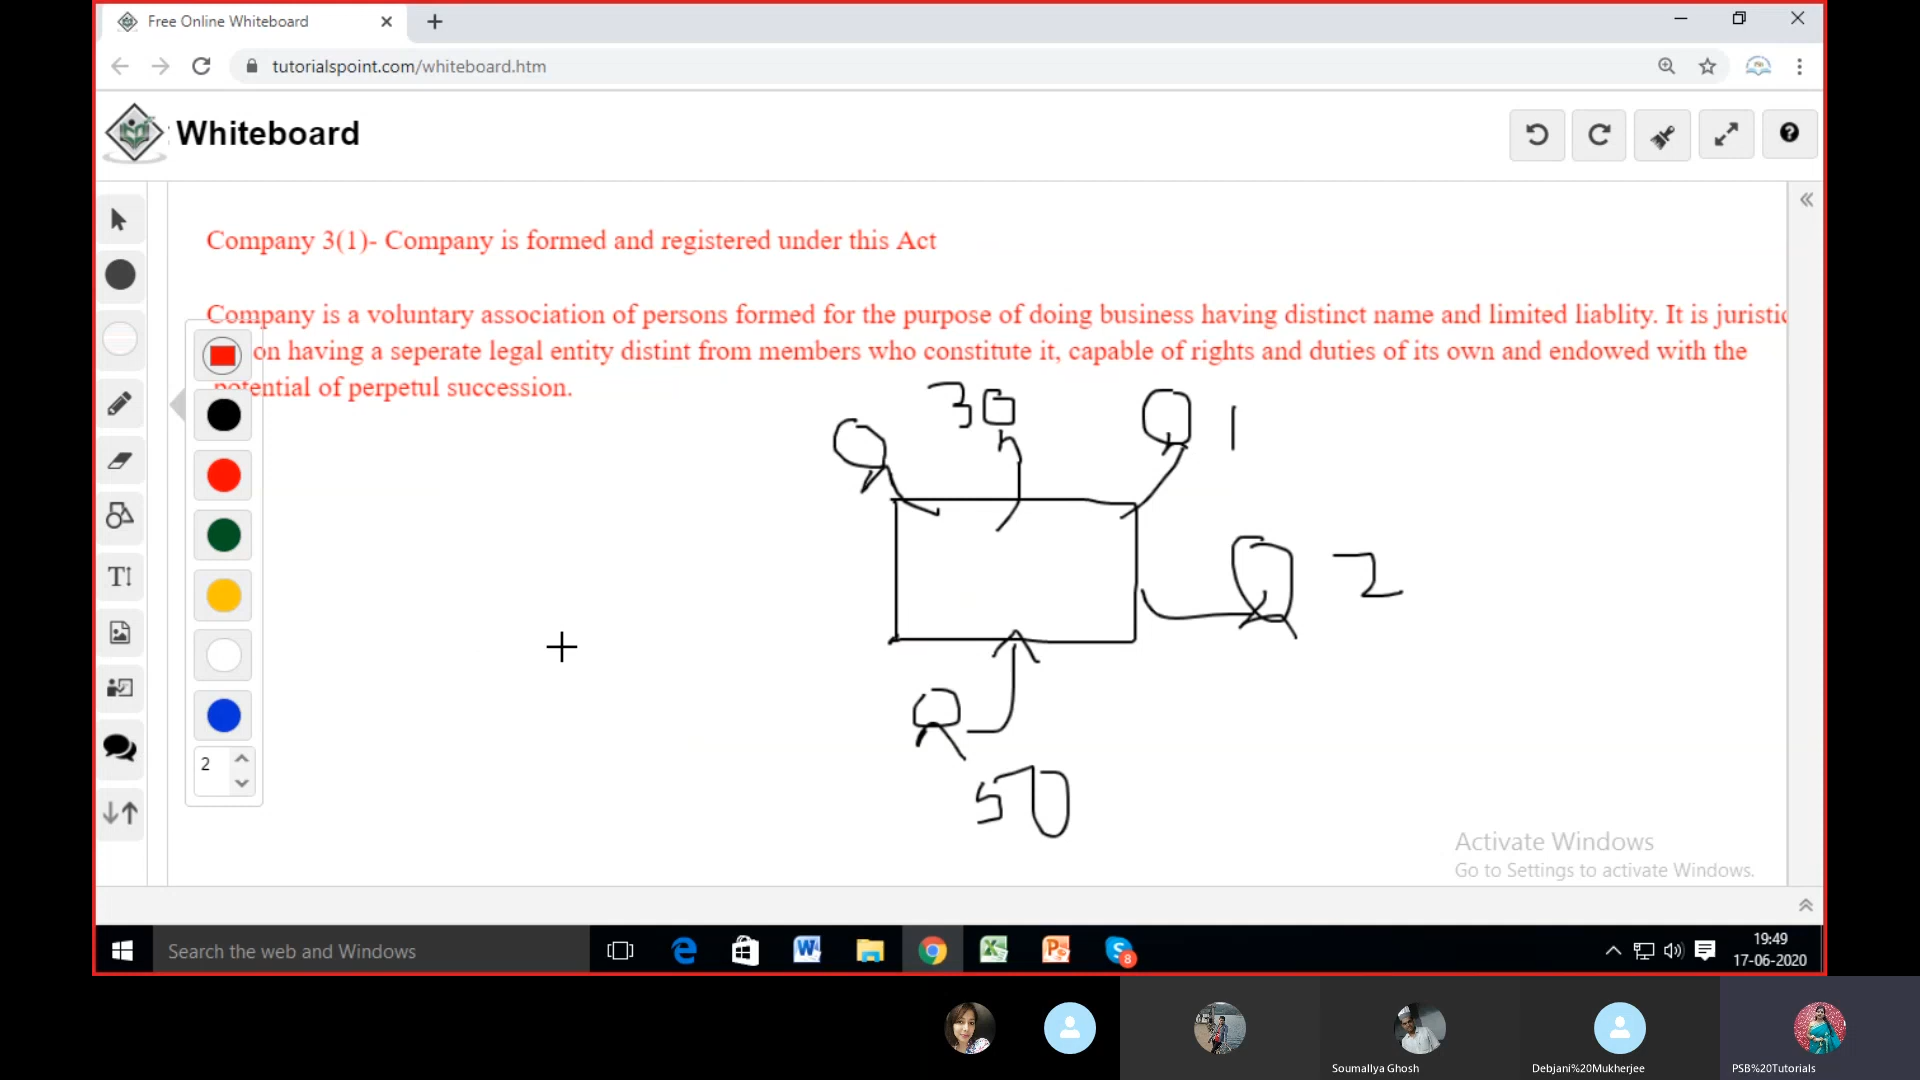 Free Online Whiteboard
tutorialspoint.com/whiteboard.htm
Whiteboard
Company 3(1)- Company is formed and registered under this Act
Company is a voluntary association of persons formed for the purpose of doing business having distinct name and limited liablity. It is juristic
on having a seperate legal entity distint from members who constitute it, capable of rights and duties of its own and endowed with the
potential of perpetul succession.
30
1
2
50
2
Activate Windows
Go to Settings to activate Windows.
Search the web and Windows
8
19:49
17-06-2020
Soumallya Ghosh
Debjani%20Mukherjee
PSB%20Tutorials